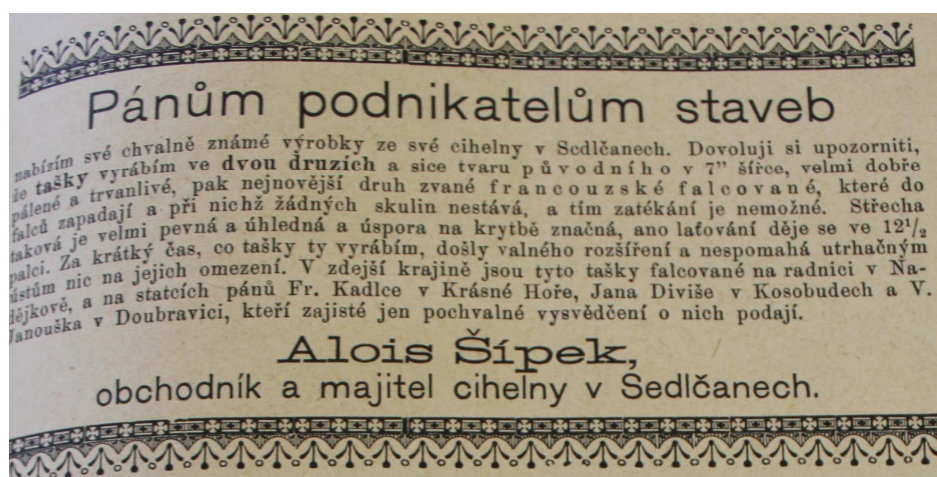 Pánům podnikatelům staveb
nabízím své chvalně známé výrobky ze své cihelny v Sedlčanech. Dovoluji si upozorniti,
že tašky vyrábím ve dvou druzích a sice tvaru původního v 7” šířce, velmi dobře
pálené a trvanlivé, pak nejnovější druh zvané francouzské falcované, které do
falců zapadají a při nichž žádných skulin nestává, a tím zatékání je nemožné. Střecha
taková je velmi pevná a úhledná a úspora na krytbě značná, ano laťování děje se ve 12½
palci. Za krátký čas, co tašky ty vyrábím, došly valného rozšíření a nespomahá utrhačným
ústům nic na jejich omezení. V zdejší krajině jsou tyto tašky falcované na radnici v Na-
dějkově, a na statcích pánů Fr. Kadlce v Krásné Hoře, Jana Diviše v Kosobudech a V.
Janouška v Doubravici, kteří zajisté jen pochvalné vysvědčení o nich podají.
Alois Šípek,
obchodník a majitel cihelny v Sedlčanech.